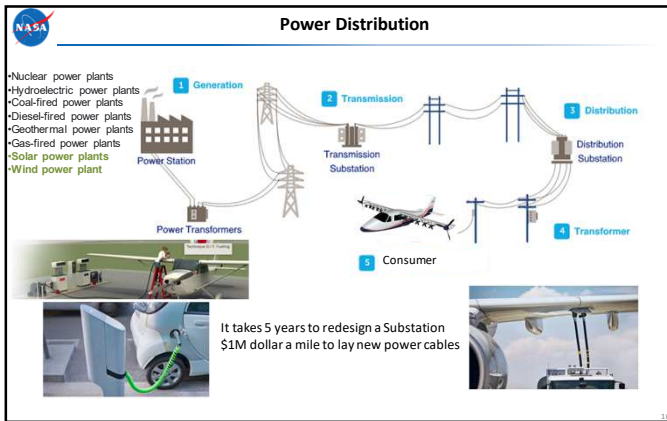 NASA
Power Distribution
•Nuclear power plants
•Hydroelectric power plants
•Coal-fired power plants
•Diesel-fired power plants
•Geothermal power plants
•Gas-fired power plants
•Solar power plants
•Wind power plant
1 Generation
Power Station
Power Transformers
2 Transmission
Transmission
Substation
3 Distribution
Distribution
Substation
4 Transformer
5 Consumer
It takes 5 years to redesign a Substation
$1M dollar a mile to lay new power cables